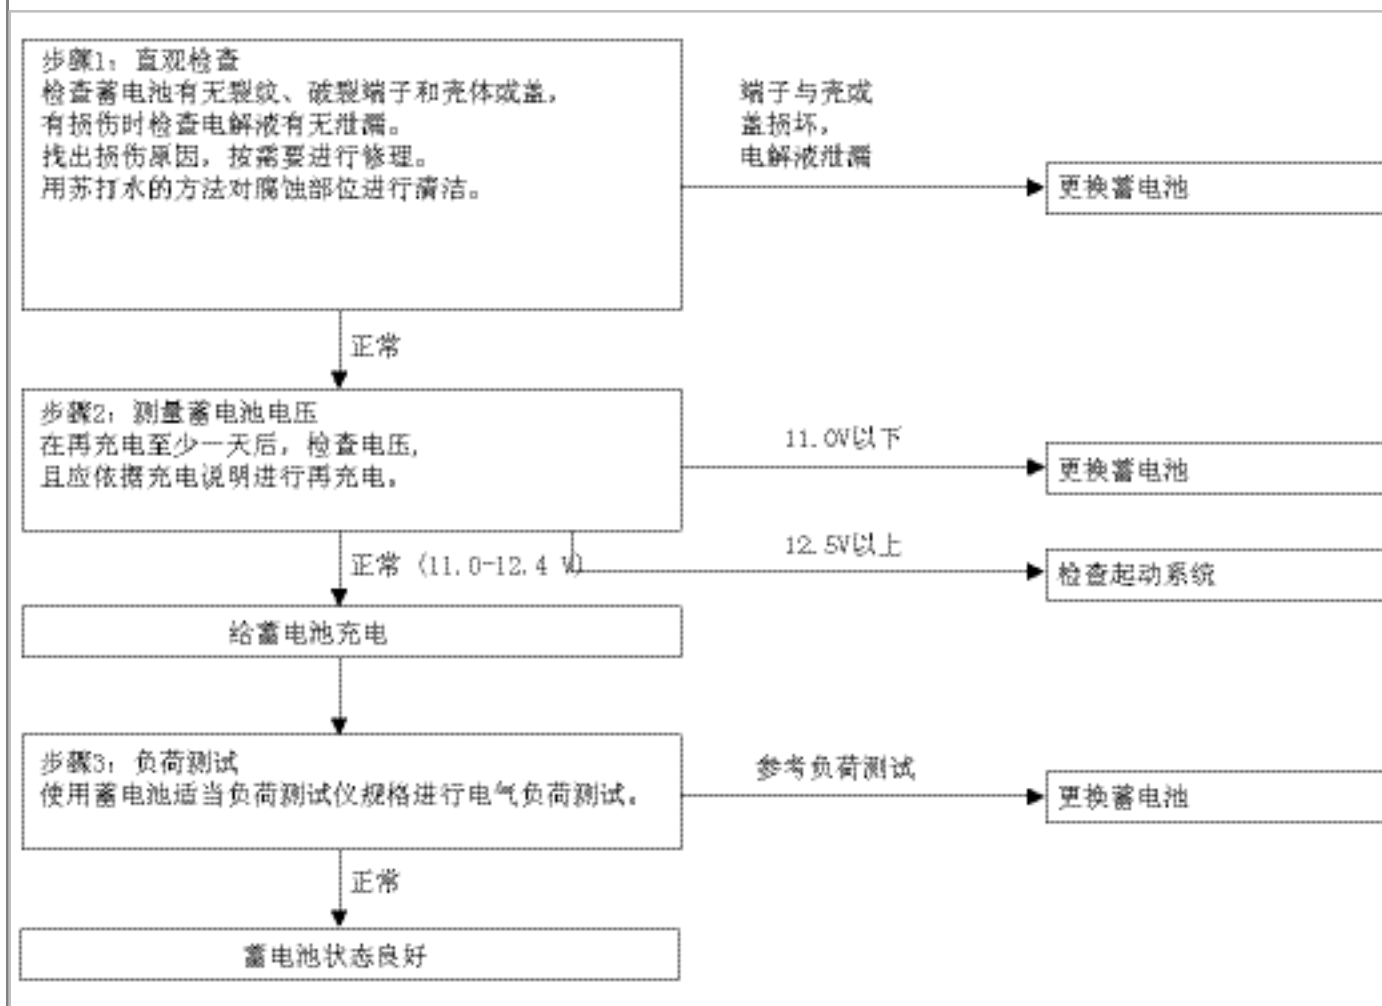 步骤1：直观检查
检查蓄电池有无裂纹、破裂端子和壳体或盖，
有损伤时检查电解液有无泄漏。
找出损伤原因，按需要进行修理。
用苏打水的方法对腐蚀部位进行清洁。
端子与壳或
盖损坏，
电解液泄漏
更换蓄电池
正常
步骤2：测量蓄电池电压
在再充电至少一天后，检查电压，
且应依据充电说明进行再充电。
11.0V以下
更换蓄电池
正常 (11.0-12.4 V)
12.5V以上
检查起动系统
给蓄电池充电
步骤3：负荷测试
使用蓄电池适当负荷测试仪规格进行电气负荷测试。
参考负荷测试
更换蓄电池
正常
蓄电池状态良好